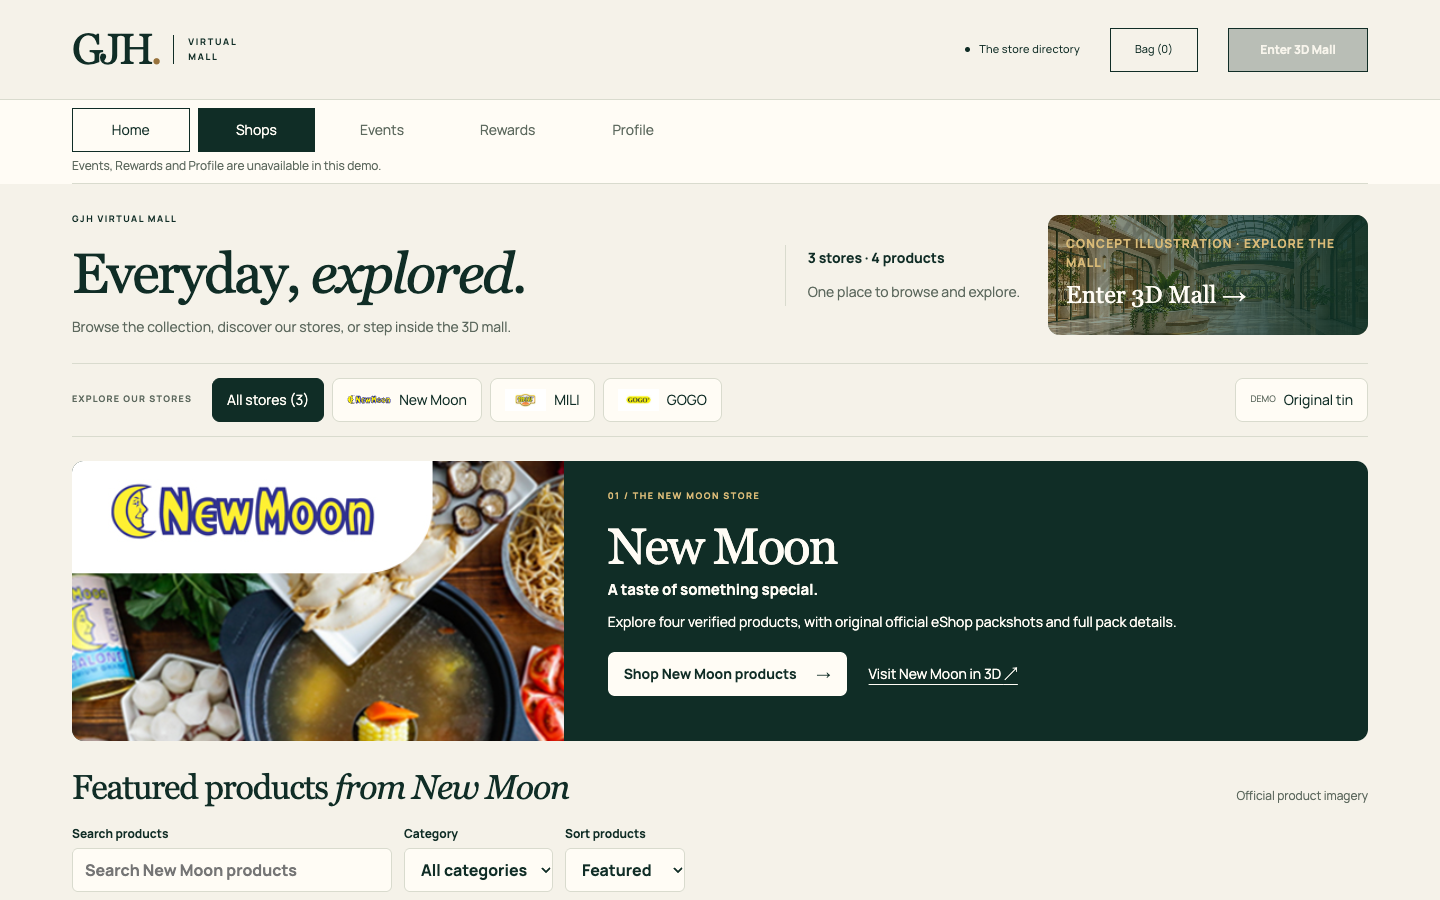 GJH.
VIRTUAL
MALL
The store directory
Bag (0)
Enter 3D Mall
Home
Shops
Events
Rewards
Profile
Events, Rewards and Profile are unavailable in this demo.
GJH VIRTUAL MALL
Everyday, explored.
Browse the collection, discover our stores, or step inside the 3D mall.
3 stores · 4 products
One place to browse and explore.
CONCEPT ILLUSTRATION · EXPLORE THE
MALL
Enter 3D Mall →
EXPLORE OUR STORES
All stores (3)
NewMoon New Moon
MILI
GOGO GOGO
DEMO Original tin
NewMoon
MOON
ALONE
01 / THE NEW MOON STORE
New Moon
A taste of something special.
Explore four verified products, with original official eShop packshots and full pack details.
Shop New Moon products →
Visit New Moon in 3D ↗
Featured products from New Moon
Official product imagery
Search products
Category
Sort products
Search New Moon products
All categories
Featured